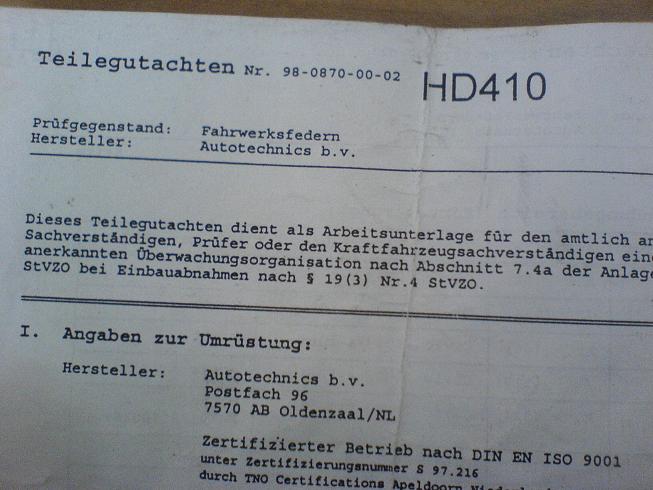 Teilegutachten Nr. 98-0870-00-02 HD410
Prüfgegenstand: Fahrwerksfedern
Hersteller: Autotechnics b.v.
Dieses Teilegutachten dient als Arbeitsunterlage für den amtlich
Sachverständigen, Prüfer oder den Kraftfahrzeugsachverständigen
anerkannten Überwachungsorganisation nach Abschnitt 7.4a der Anlage
StVZO bei Einbauabnahmen nach § 19(3) Nr.4 StVZO.
I. Angaben zur Umrüstung:
Hersteller: Autotechnics b.v.
Postfach 96
7570 AB Oldenzaal/NL
Zertifizierter Betrieb nach DIN EN ISO 9001
unter Zertifizierungsnummer S 97.216
durch TNO Certifications Apeldoorn